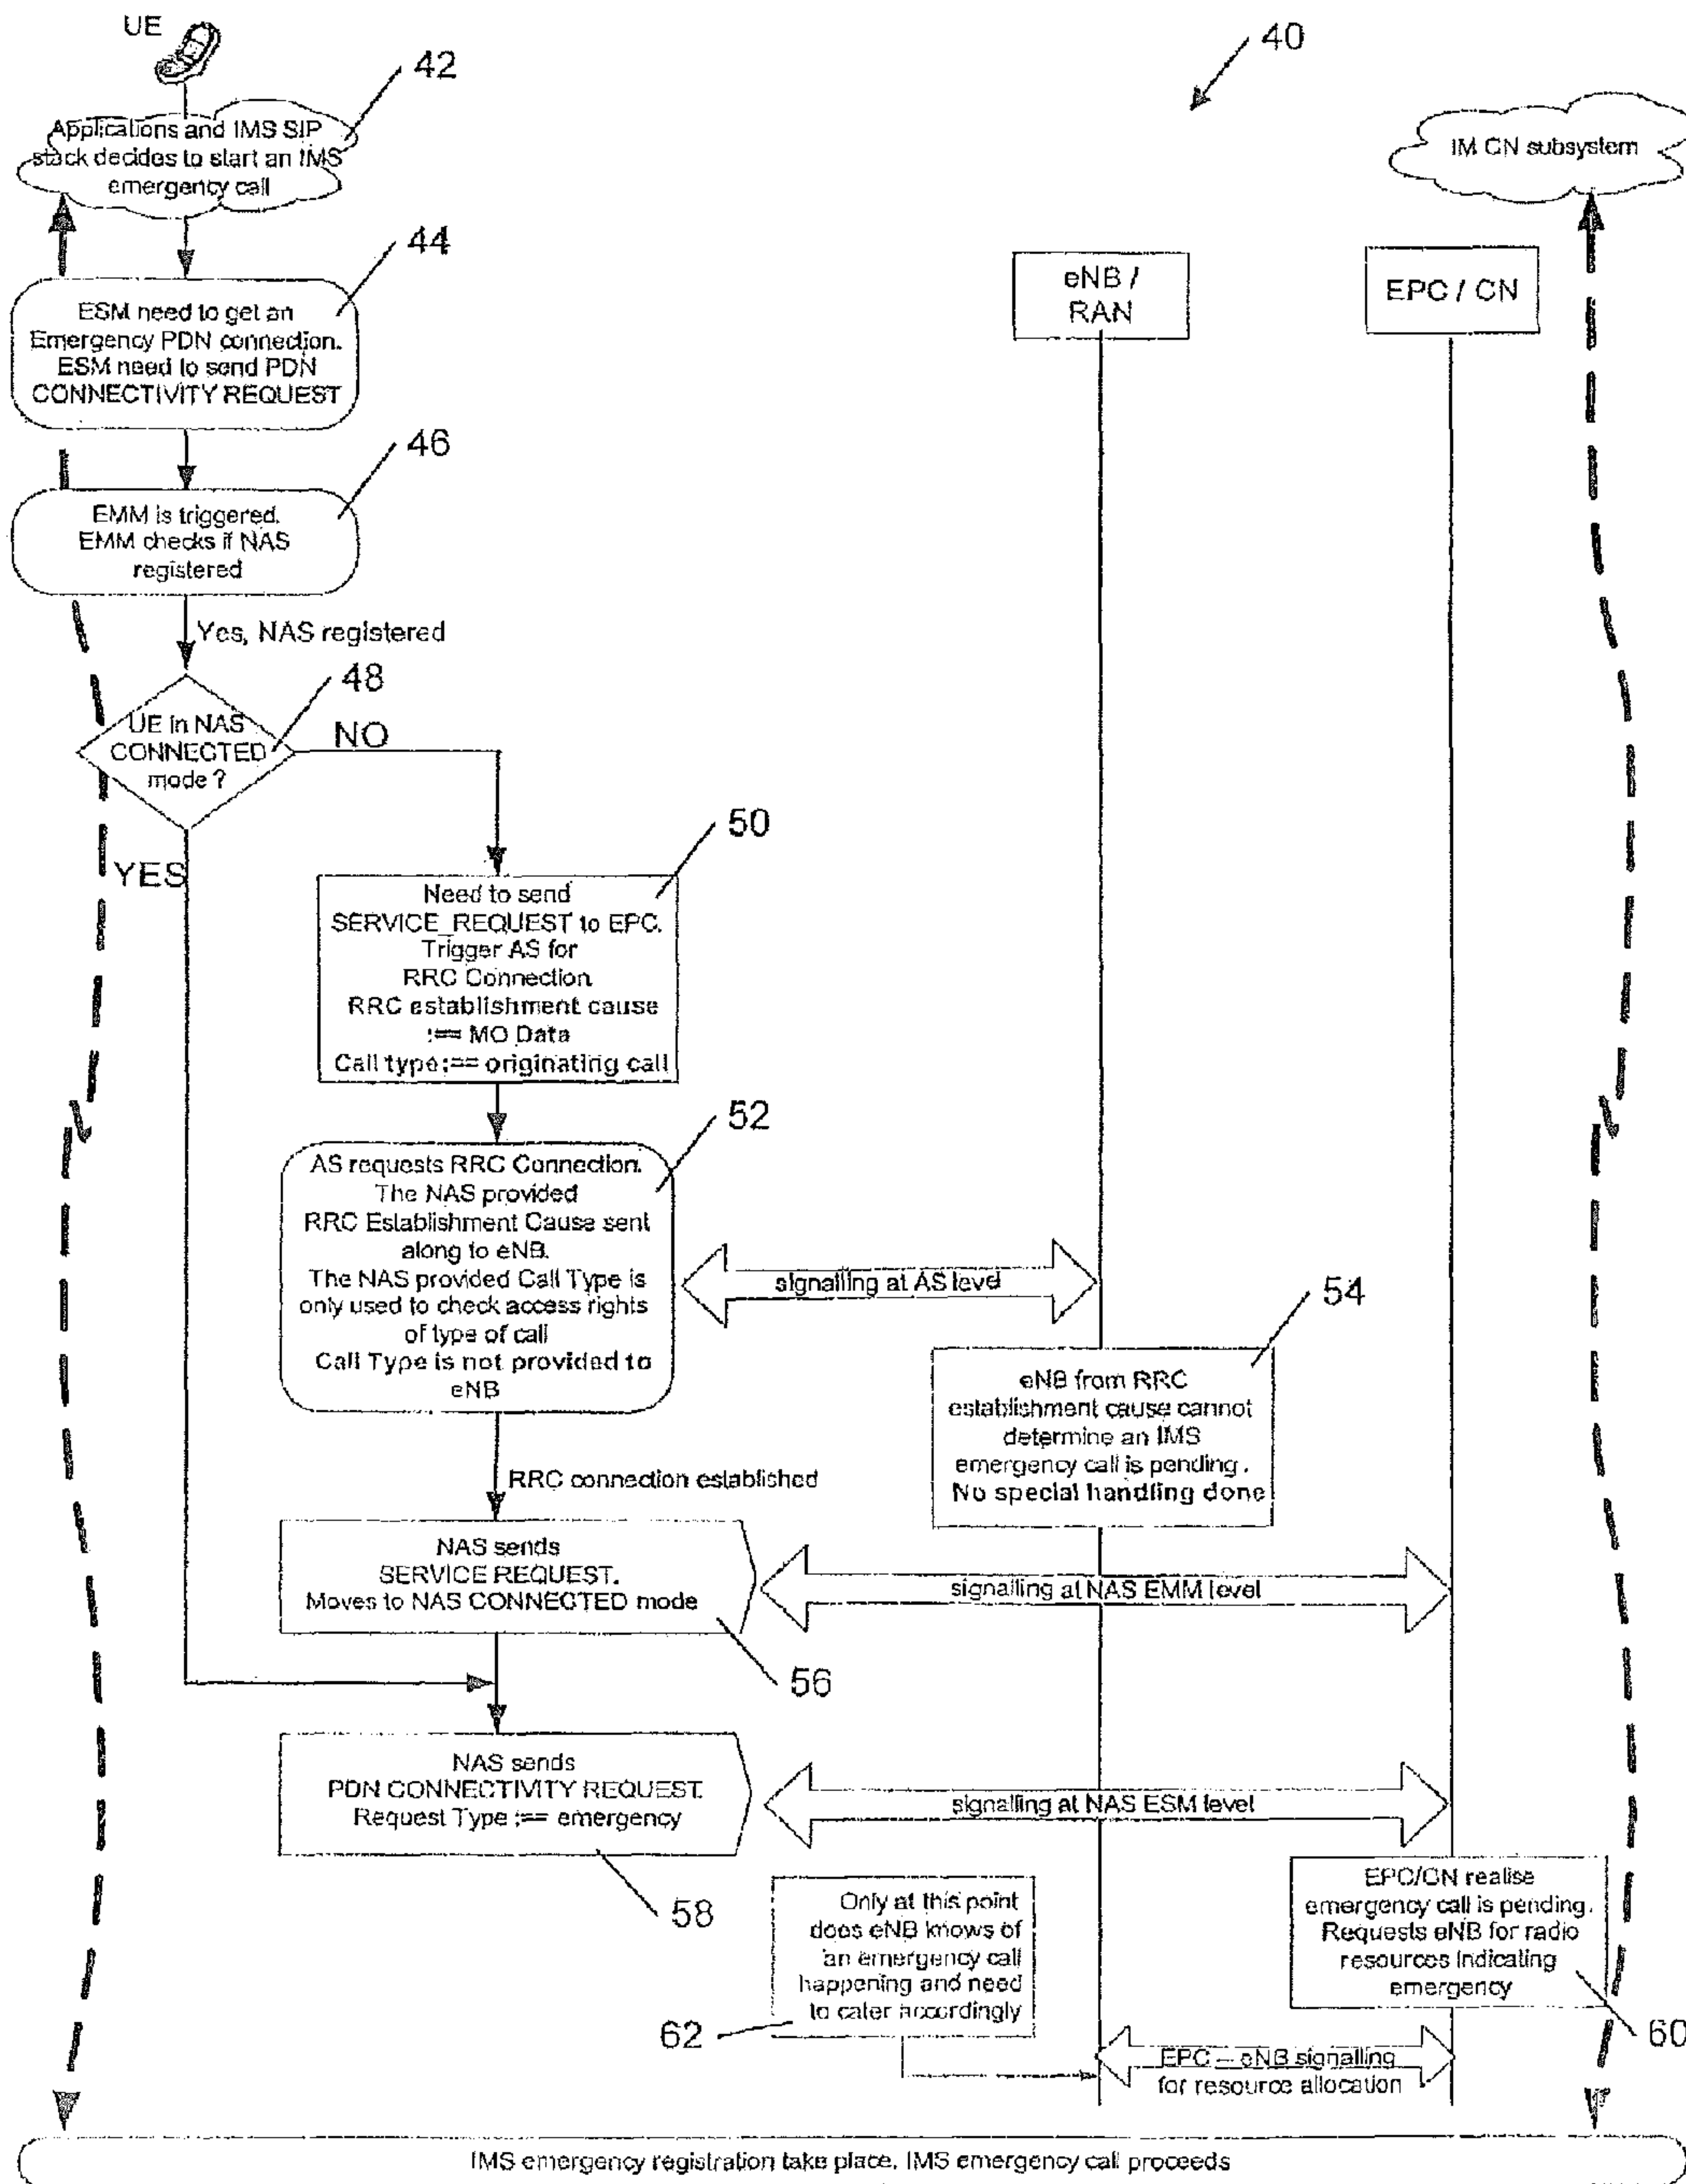 UE
40
42
Applications and IMS SIP
stack decides to start an IMS
emergency call
IM CN subsystem
44
ESM need to get an
Emergency PDN connection.
ESM need to send PDN
CONNECTIVITY REQUEST
eNB /
RAN
EPC / CN
46
EMM is triggered.
EMM checks if NAS
registered
Yes, NAS registered
48
UE in NAS
CONNECTED
mode ?
NO
YES
50
Need to send
SERVICE_REQUEST to EPC.
Trigger AS for
RRC Connection
RRC establishment cause
:== MO Data
Call type:== originating call
52
AS requests RRC Connection.
The NAS provided
RRC Establishment Cause sent
along to eNB.
The NAS provided Call Type is
only used to check access rights
of type of call
Call Type is not provided to
eNB
signalling at AS level
54
eNB from RRC
establishment cause cannot
determine an IMS
emergency call is pending.
No special handling done
RRC connection established
NAS sends
SERVICE REQUEST.
Moves to NAS CONNECTED mode
signalling at NAS EMM level
56
NAS sends
PDN CONNECTIVITY REQUEST.
Request Type :== emergency
signalling at NAS ESM level
58
Only at this point
does eNB knows of
an emergency call
happening and need
to cater accordingly
62
EPC/CN realise
emergency call is pending.
Requests eNB for radio
resources indicating
emergency
60
EPC – eNB signalling
for resource allocation
IMS emergency registration take place, IMS emergency call proceeds